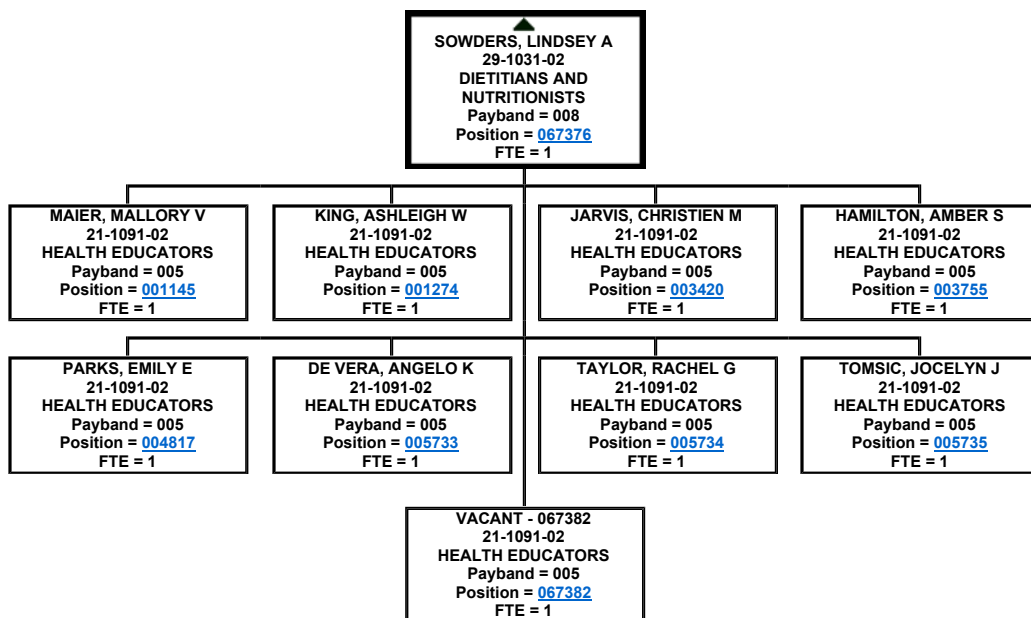 SOWDERS, LINDSEY A
29-1031-02
DIETITIANS AND
NUTRITIONISTS
Payband = 008
Position = 067376
FTE = 1
MAIER, MALLORY V
21-1091-02
HEALTH EDUCATORS
Payband = 005
Position = 001145
FTE = 1
KING, ASHLEIGH W
21-1091-02
HEALTH EDUCATORS
Payband = 005
Position = 001274
FTE = 1
JARVIS, CHRISTIEN M
21-1091-02
HEALTH EDUCATORS
Payband = 005
Position = 003420
FTE = 1
HAMILTON, AMBER S
21-1091-02
HEALTH EDUCATORS
Payband = 005
Position = 003755
FTE = 1
PARKS, EMILY E
21-1091-02
HEALTH EDUCATORS
Payband = 005
Position = 004817
FTE = 1
DE VERA, ANGELO K
21-1091-02
HEALTH EDUCATORS
Payband = 005
Position = 005733
FTE = 1
TAYLOR, RACHEL G
21-1091-02
HEALTH EDUCATORS
Payband = 005
Position = 005734
FTE = 1
TOMSIC, JOCELYN J
21-1091-02
HEALTH EDUCATORS
Payband = 005
Position = 005735
FTE = 1
VACANT - 067382
21-1091-02
HEALTH EDUCATORS
Payband = 005
Position = 067382
FTE = 1